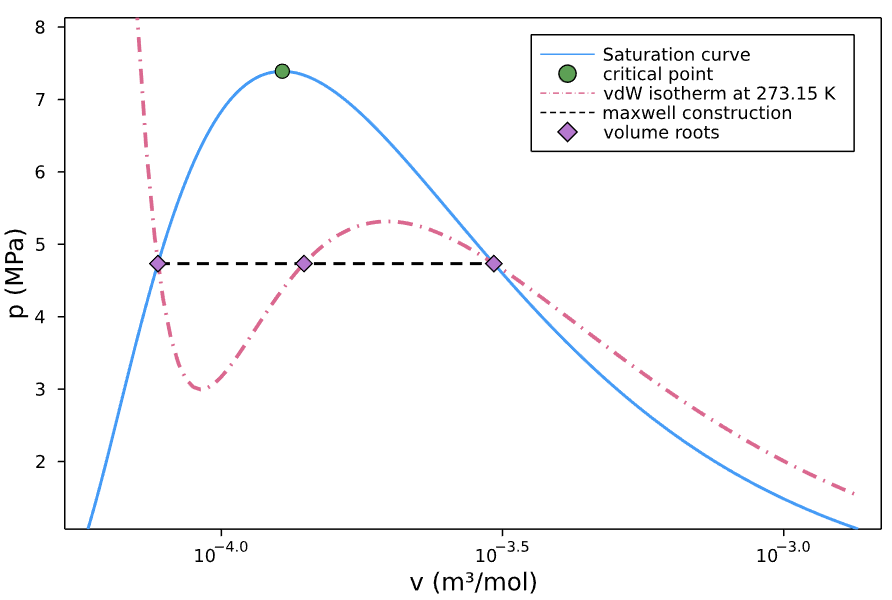 8
7
6
5
4
3
2
p (MPa)
Saturation curve
critical point
vdW isotherm at 273.15 K
maxwell construction
volume roots
10⁻⁴·⁰ 10⁻³·⁵ 10⁻³·⁰
v (m³/mol)